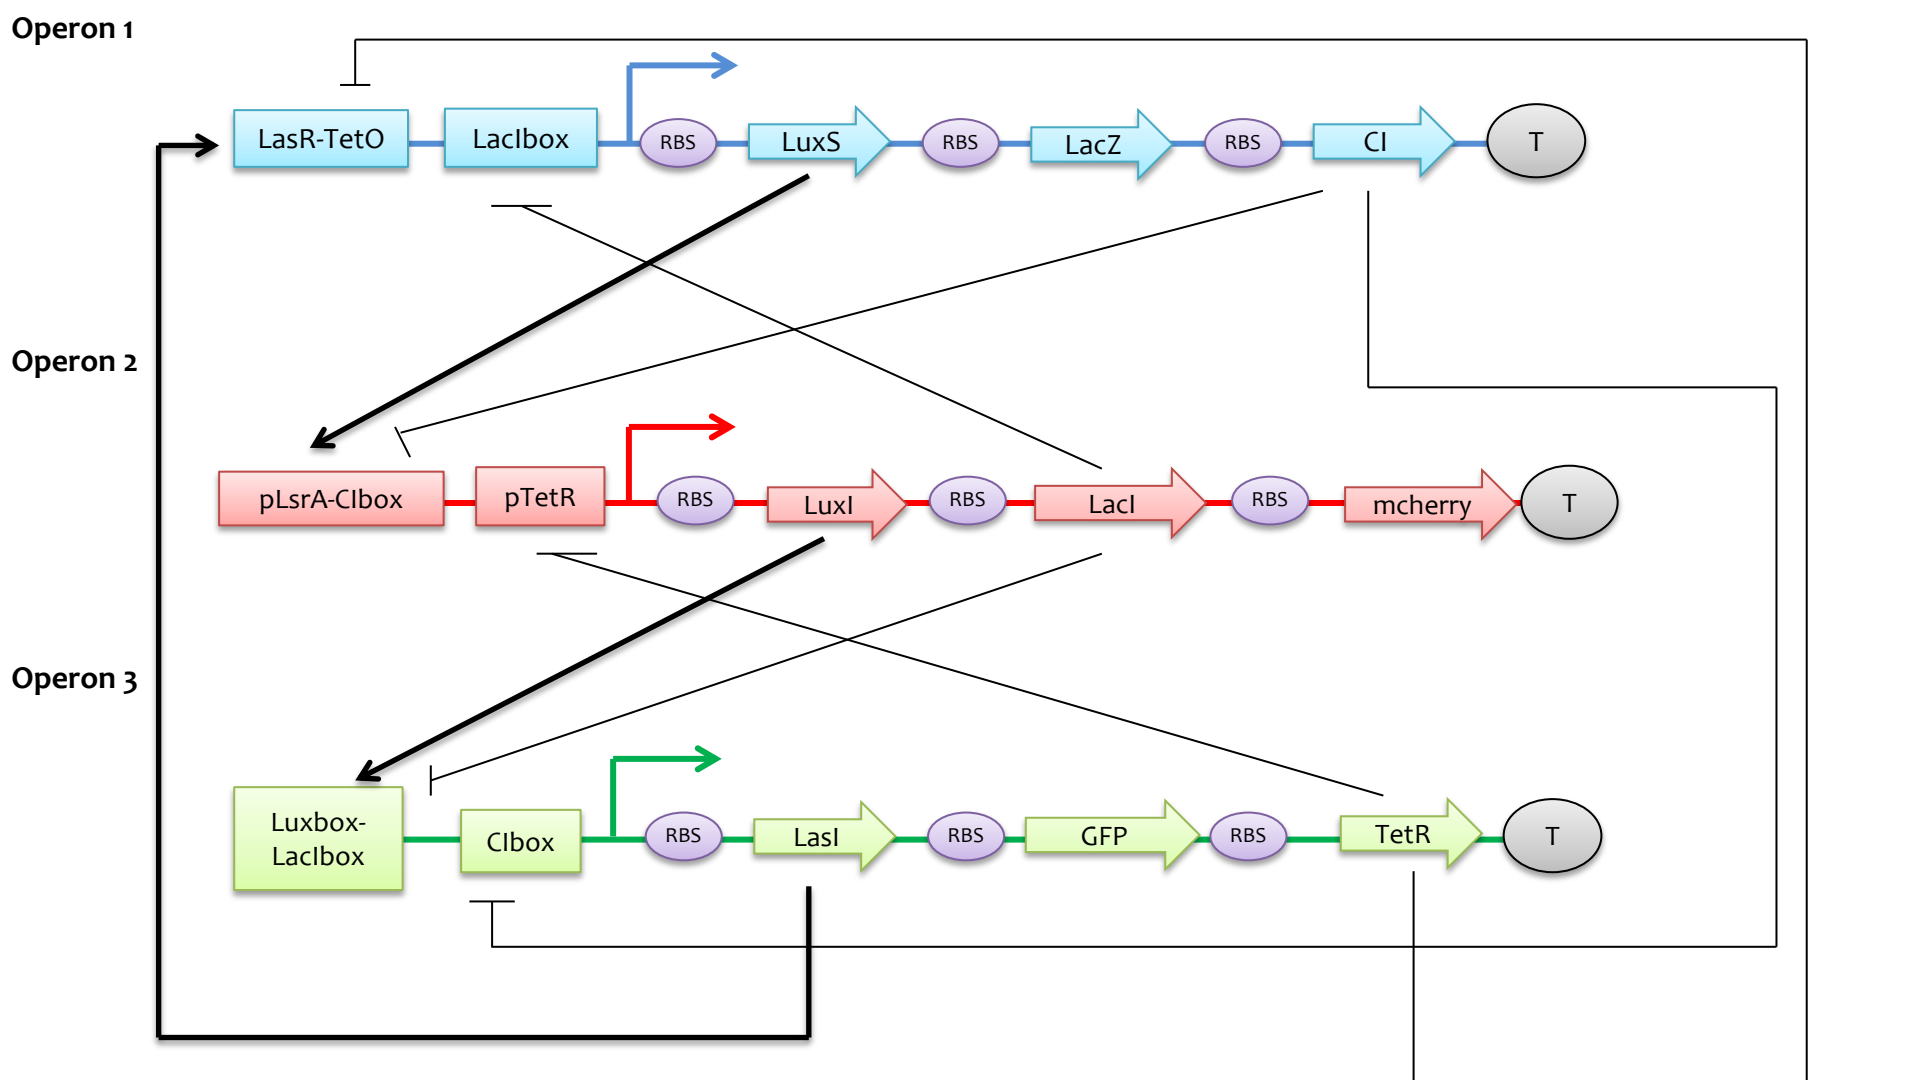 Operon 1
LasR-TetO
LacIbox
RBS
LuxS
RBS
LacZ
RBS
CI
T
Operon 2
pLsrA-CIbox
pTetR
RBS
LuxI
RBS
LacI
RBS
mcherry
T
Operon 3
Luxbox-
LacIbox
CIbox
RBS
LasI
RBS
GFP
RBS
TetR
T